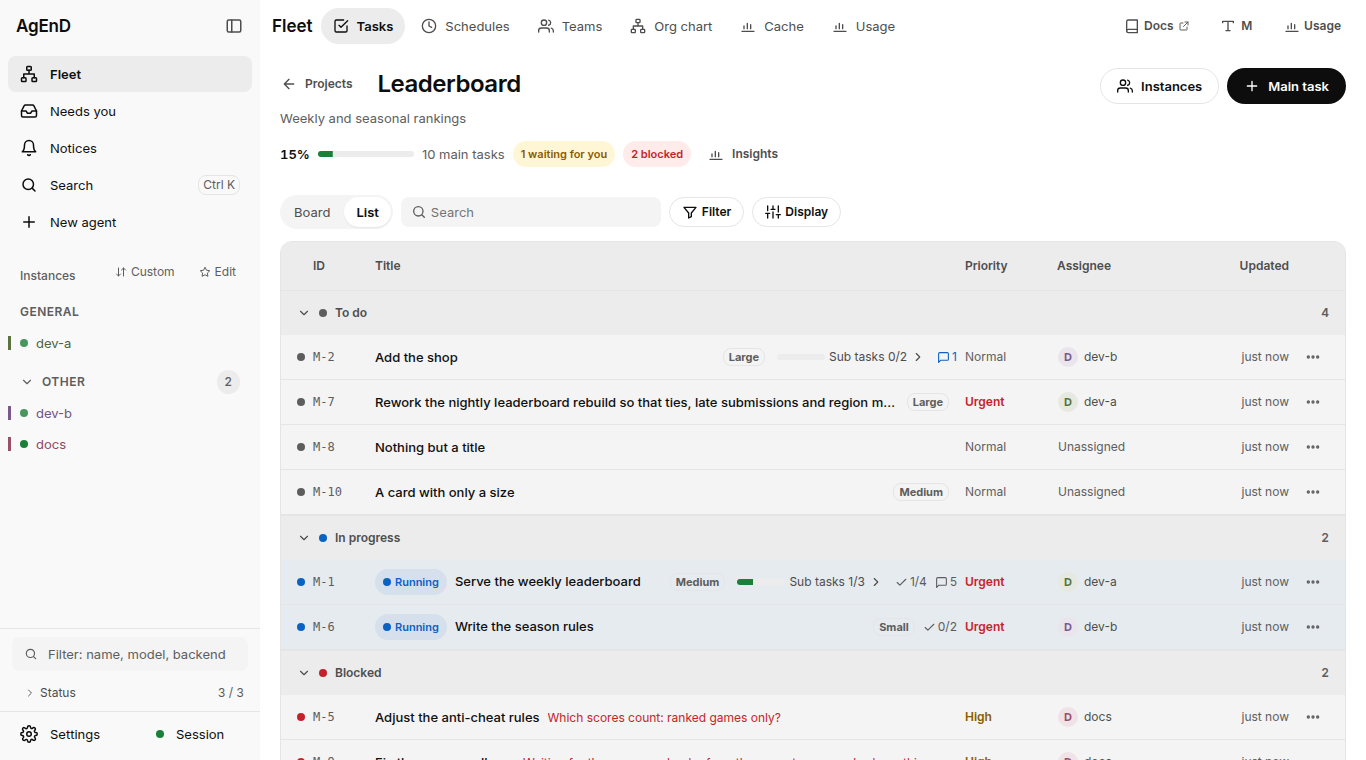 AgEnD
Fleet
Needs you
Notices
Search Ctrl K
New agent
Instances Custom Edit
GENERAL
dev-a
OTHER 2
dev-b
docs
Filter: name, model, backend
Status 3 / 3
Settings Session
Fleet Tasks Schedules Teams Org chart Cache Usage Docs M Usage
Projects Leaderboard Instances Main task
Weekly and seasonal rankings
15% 10 main tasks 1 waiting for you 2 blocked Insights
Board List Search Filter Display
ID Title Priority Assignee Updated
To do 4
M-2 Add the shop Large Sub tasks 0/2 1 Normal D dev-b just now
M-7 Rework the nightly leaderboard rebuild so that ties, late submissions and region m... Large Urgent D dev-a just now
M-8 Nothing but a title Normal Unassigned just now
M-10 A card with only a size Medium Normal Unassigned just now
In progress 2
M-1 Running Serve the weekly leaderboard Medium Sub tasks 1/3 1/4 5 Urgent D dev-a just now
M-6 Running Write the season rules Small 0/2 Urgent D dev-b just now
Blocked 2
M-5 Adjust the anti-cheat rules Which scores count: ranked games only? High D docs just now